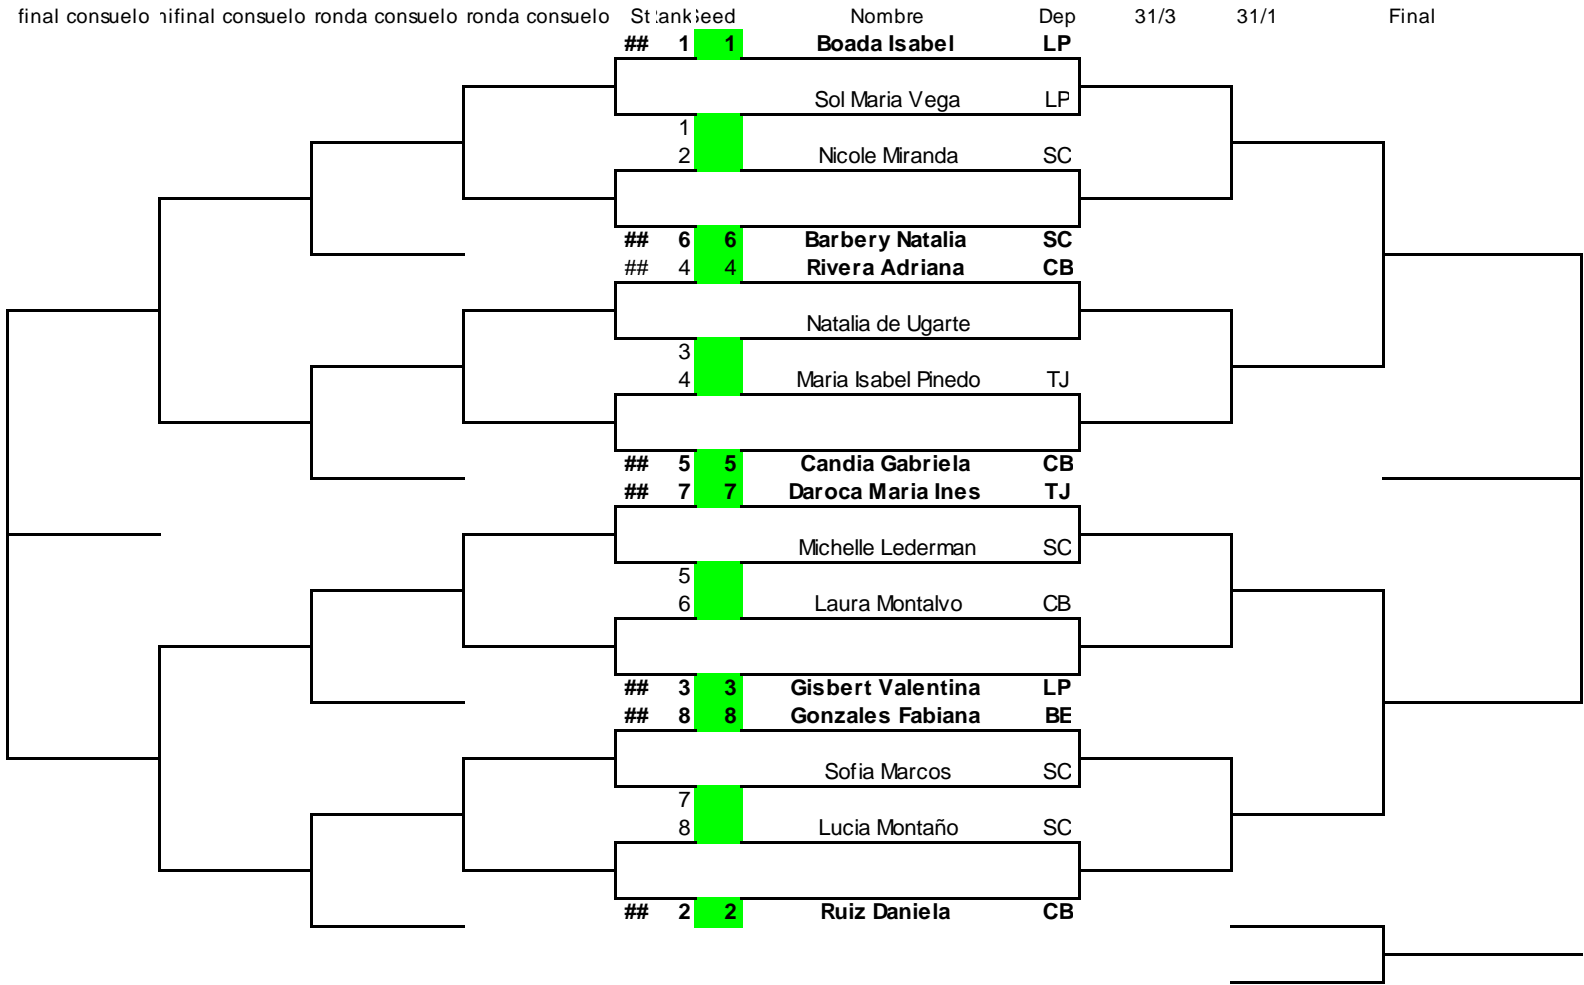 final consuelo nifinal consuelo ronda consuelo ronda consuelo St Rank Seed Nombre Dep 31/3 31/1 Final
## 1 1 Boada Isabel LP
Sol Maria Vega LP
1
2 Nicole Miranda SC
## 6 6 Barbery Natalia SC
## 4 4 Rivera Adriana CB
Natalia de Ugarte
3
4 Maria Isabel Pinedo TJ
## 5 5 Candia Gabriela CB
## 7 7 Daroca Maria Ines TJ
Michelle Lederman SC
5
6 Laura Montalvo CB
## 3 3 Gisbert Valentina LP
## 8 8 Gonzales Fabiana BE
Sofia Marcos SC
7
8 Lucia Montaño SC
## 2 2 Ruiz Daniela CB